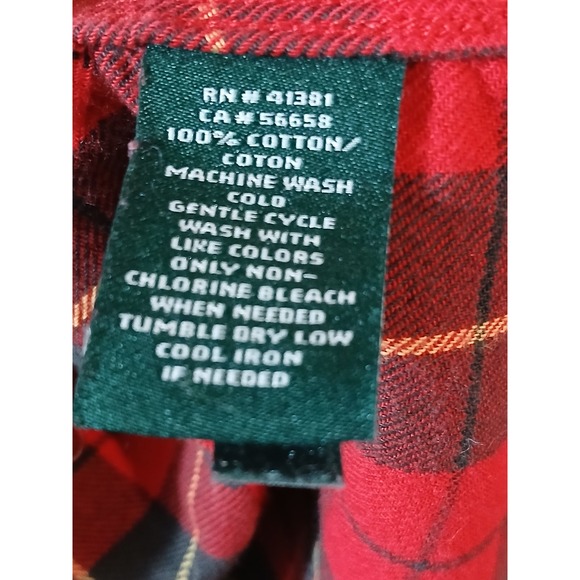 RN # 41381
CA # 56658
100% COTTON/
COTON
MACHINE WASH
COLD
GENTLE CYCLE
WASH WITH
LIKE COLORS
ONLY NON-
CHLORINE BLEACH
WHEN NEEDED
TUMBLE DRY LOW
COOL IRON
IF NEEDED